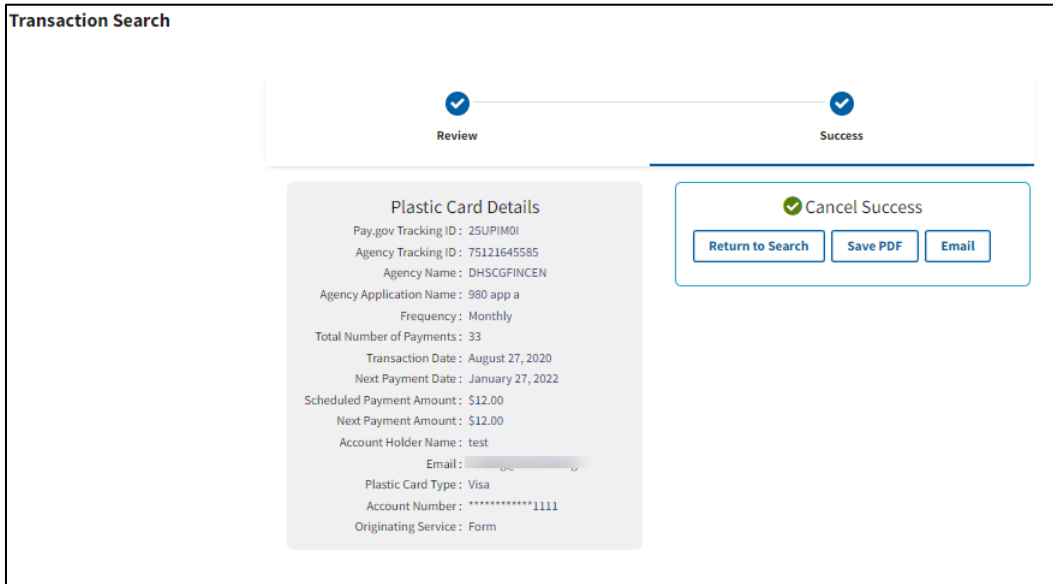 Transaction Search
Review
Success
Plastic Card Details
Pay.gov Tracking ID : 25UPIM0I
Agency Tracking ID : 75121645585
Agency Name : DHSCGFINCEN
Agency Application Name : 980 app a
Frequency : Monthly
Total Number of Payments : 33
Transaction Date : August 27, 2020
Next Payment Date : January 27, 2022
Scheduled Payment Amount : $12.00
Next Payment Amount : $12.00
Account Holder Name : test
Email :
Plastic Card Type : Visa
Account Number : ************1111
Originating Service : Form
Cancel Success
Return to Search Save PDF Email